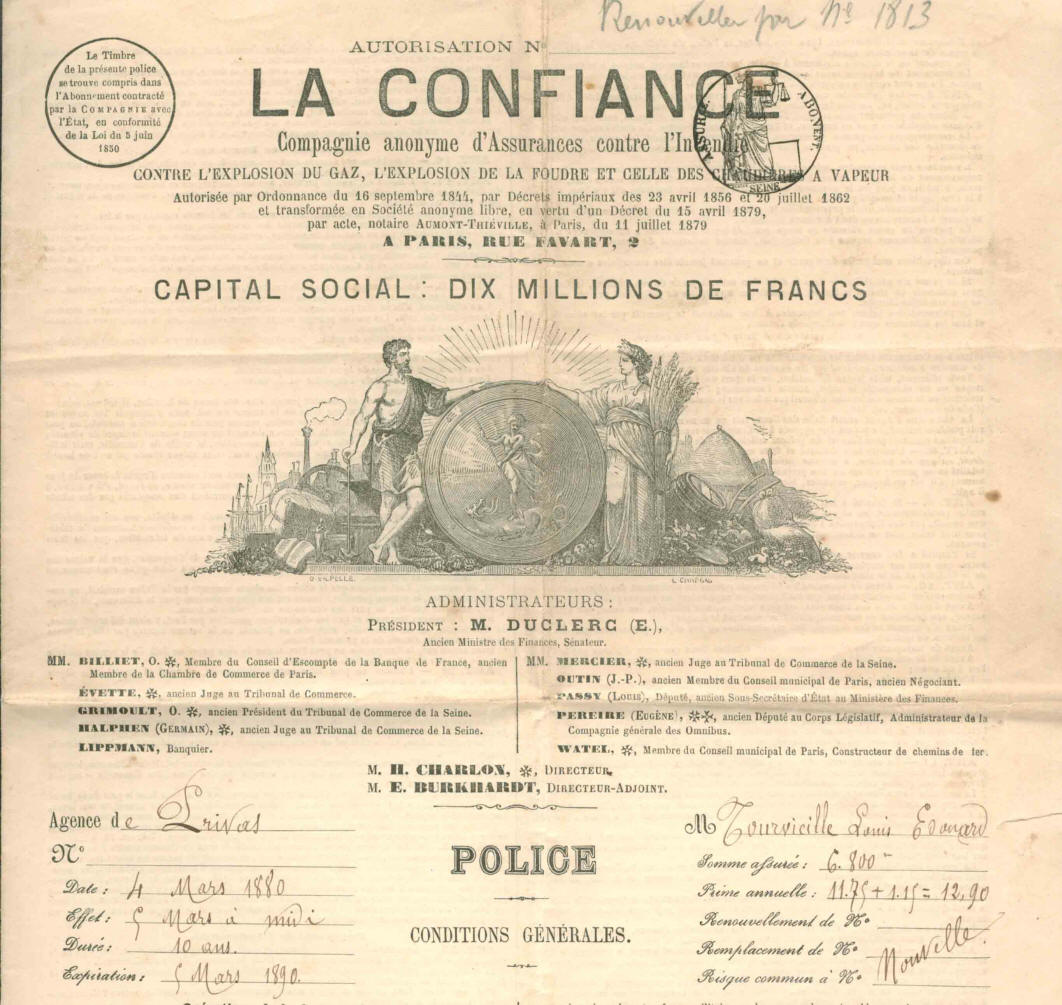 Renouveller par Nº 1813
AUTORISATION Nº
Le Timbre
de la présente police
se trouve compris dans
l'Abonnement contracté
par la COMPAGNIE avec
l'État, en conformité
de la Loi du 5 juin
1850
LA CONFIANCE
ASSURCE. ABONENT.
SEINE
Compagnie anonyme d'Assurances contre l'Incendie
CONTRE L'EXPLOSION DU GAZ, L'EXPLOSION DE LA FOUDRE ET CELLE DES CHAUDIÈRES A VAPEUR
Autorisée par Ordonnance du 16 septembre 1844, par Décrets impériaux des 23 avril 1856 et 20 juillet 1862
et transformée en Société anonyme libre, en vertu d'un Décret du 15 avril 1879,
par acte, notaire AUMONT-THIÉVILLE, à Paris, du 11 juillet 1879
A PARIS, RUE FAVART, 2
CAPITAL SOCIAL : DIX MILLIONS DE FRANCS
ADMINISTRATEURS :
PRÉSIDENT : M. DUCLERC (E.),
Ancien Ministre des Finances, Sénateur.
MM. BILLIET, O. ✻, Membre du Conseil d'Escompte de la Banque de France, ancien
Membre de la Chambre de Commerce de Paris.
ÉVETTE, ✻, ancien Juge au Tribunal de Commerce.
GRIMOULT, O. ✻, ancien Président du Tribunal de Commerce de la Seine.
HALPHEN (GERMAIN), ✻, ancien Juge au Tribunal de Commerce de la Seine.
LIPPMANN, Banquier.
MM. MERCIER, ✻, ancien Juge au Tribunal de Commerce de la Seine.
OUTIN (J.-P.), ancien Membre du Conseil municipal de Paris, ancien Négociant.
PASSY (LOUIS), Député, ancien Sous-Secrétaire d'État au Ministère des Finances.
PEREIRE (EUGÈNE), ✻✻, ancien Député au Corps Législatif, Administrateur de la
Compagnie générale des Omnibus.
WATEL, ✻, Membre du Conseil municipal de Paris, Constructeur de chemins de fer.
M. H. CHARLON, ✻, DIRECTEUR,
M. E. BURKHARDT, DIRECTEUR-ADJOINT.
Agence de Privas
Nº
Date : 4 Mars 1880
Effet : 5 Mars à midi
Durée : 10 ans.
Expiration : 5 Mars 1890.
POLICE
CONDITIONS GÉNÉRALES.
M Tourvieille Louis Edouard
Somme assurée : 6.800
Prime annuelle : 11.75 + 1.15 = 12,90
Renouvellement de Nº
Remplacement de Nº
Risque commun à Nº
Nouvelle.